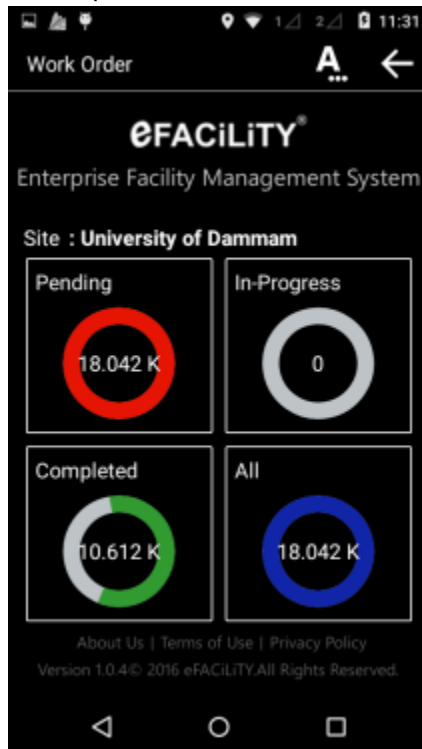 1 2 11:31
Work Order A...
eFACiLiTY®
Enterprise Facility Management System
Site : University of Dammam
Pending In-Progress
18.042 K 0
Completed All
10.612 K 18.042 K
About Us | Terms of Use | Privacy Policy
Version 1.0.4© 2016 eFACiLiTY.All Rights Reserved.